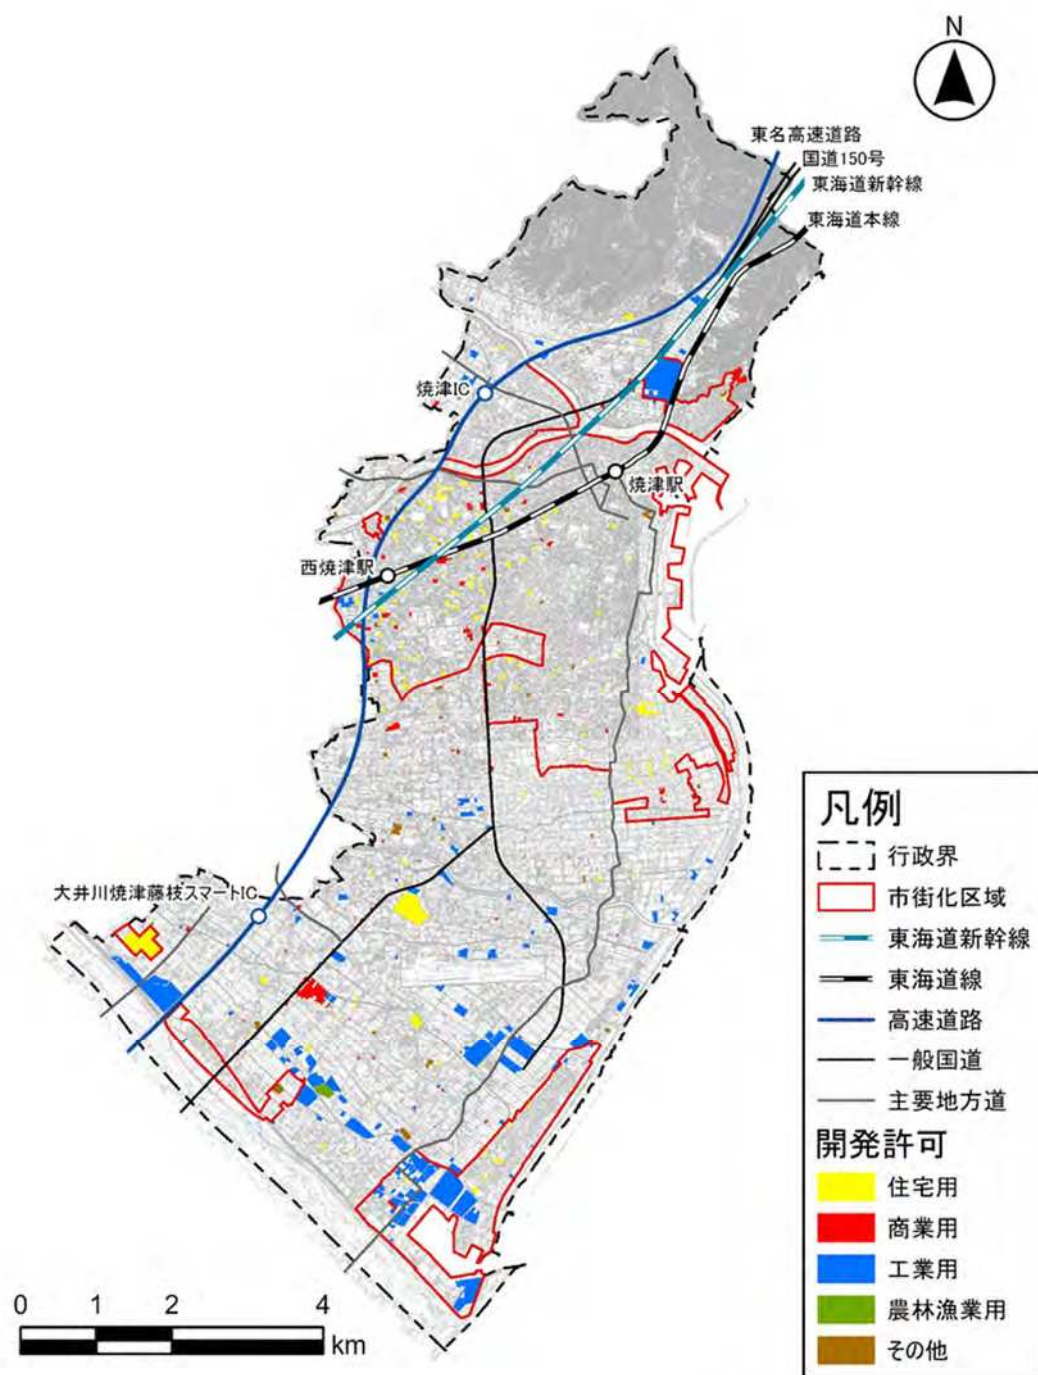 N
東名高速道路
国道150号
東海道新幹線
東海道本線
焼津IC
焼津駅
西焼津駅
大井川焼津藤枝スマートIC
凡例
行政界
市街化区域
東海道新幹線
東海道線
高速道路
一般国道
主要地方道
開発許可
住宅用
商業用
工業用
農林漁業用
その他
0 1 2 4
km